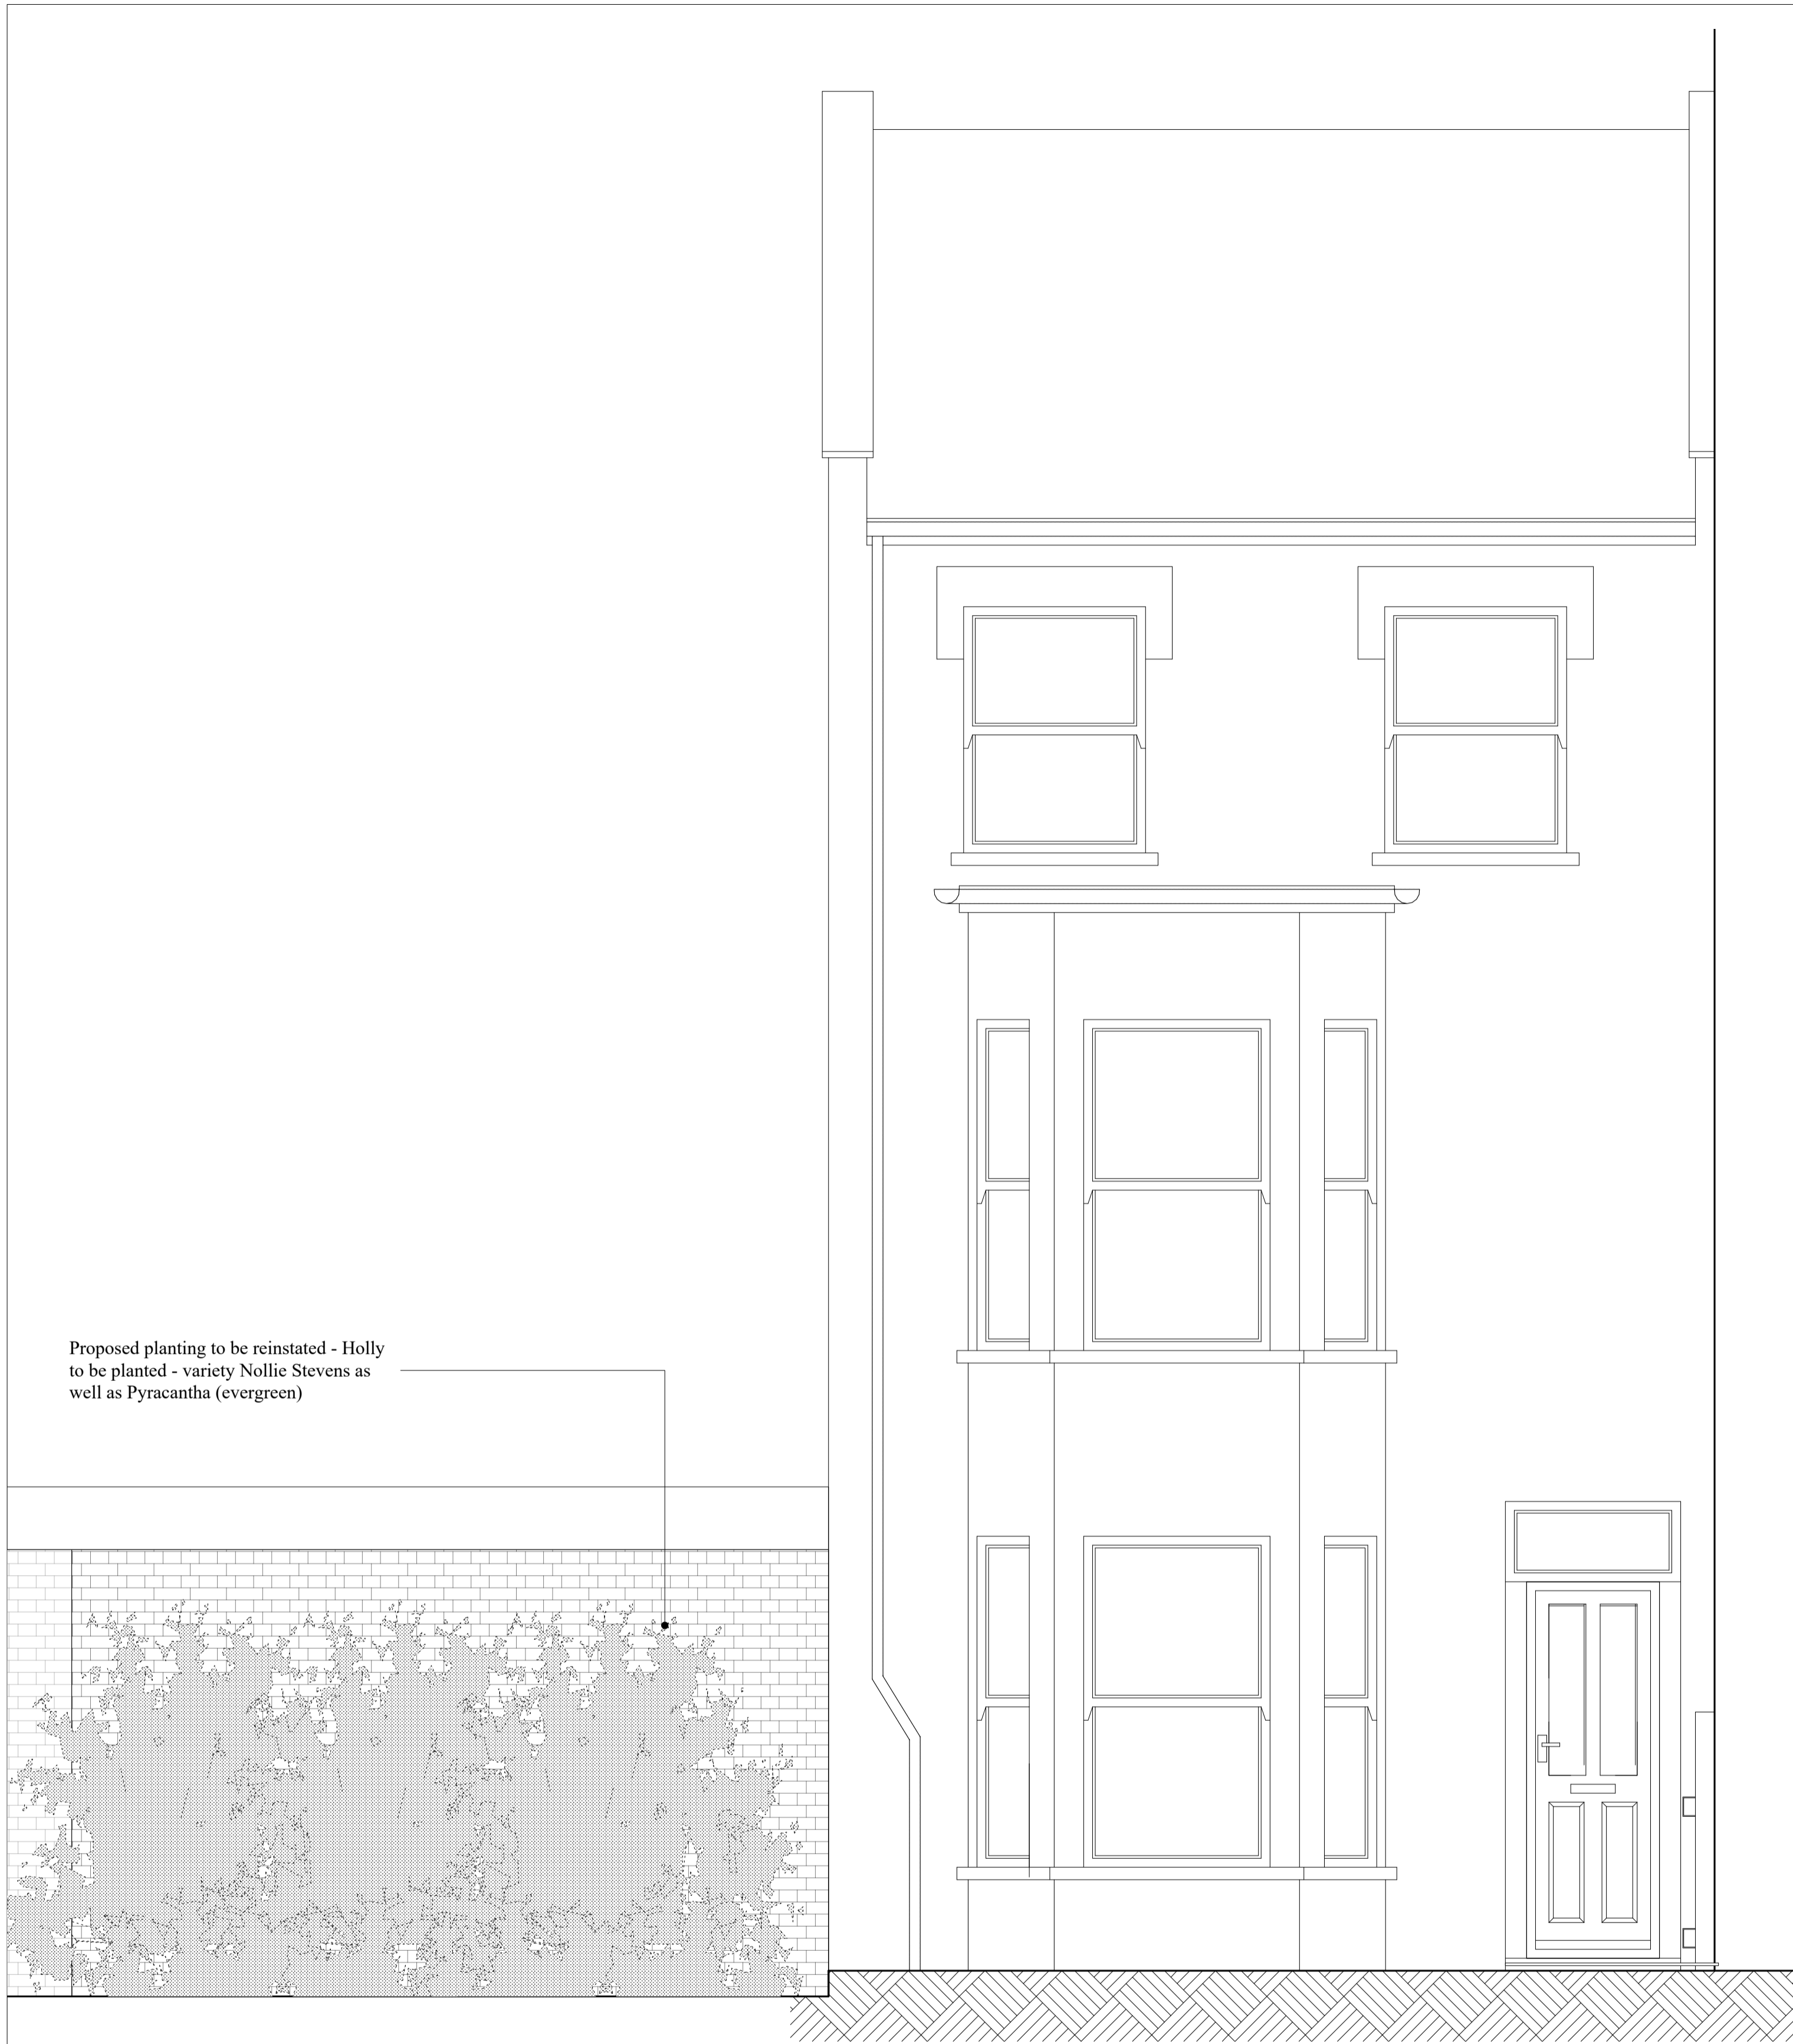 Proposed planting to be reinstated - Holly
to be planted - variety Nollie Stevens as
well as Pyracantha (evergreen)